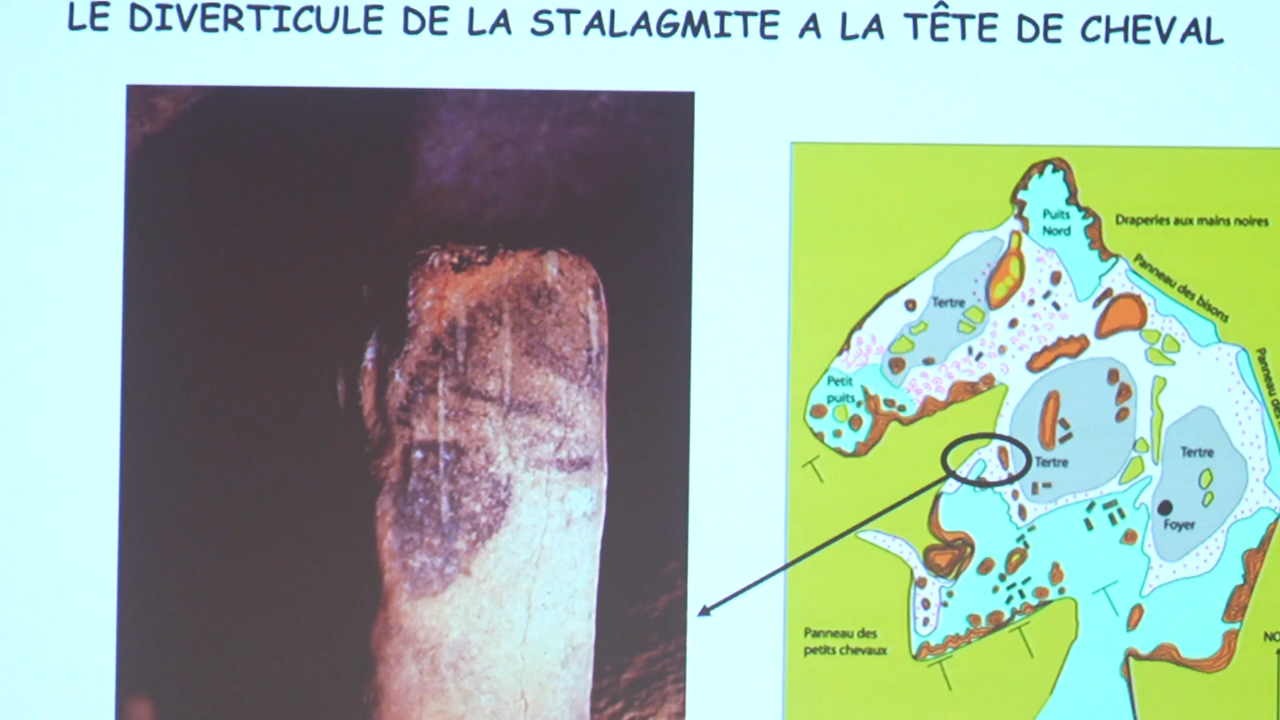 LE DIVERTICULE DE LA STALAGMITE A LA TÊTE DE CHEVAL
Puits
Nord
Draperies aux mains noires
Panneau des bisons
Tertre
Panneau
Petit
puits
Tertre
Tertre
Foyer
Panneau des
petits chevaux